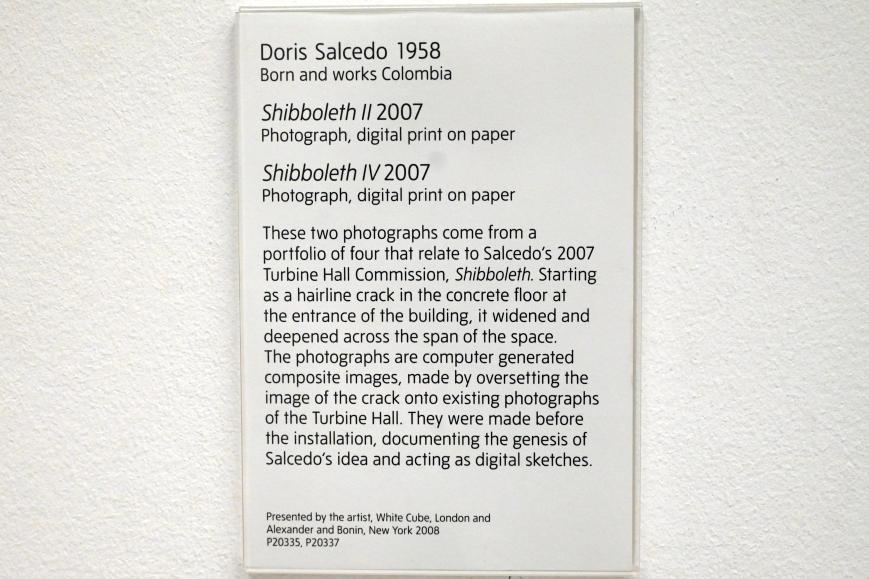 Doris Salcedo 1958
Born and works Colombia
Shibboleth II 2007
Photograph, digital print on paper
Shibboleth IV 2007
Photograph, digital print on paper
These two photographs come from a
portfolio of four that relate to Salcedo's 2007
Turbine Hall Commission, Shibboleth. Starting
as a hairline crack in the concrete floor at
the entrance of the building, it widened and
deepened across the span of the space.
The photographs are computer generated
composite images, made by oversetting the
image of the crack onto existing photographs
of the Turbine Hall. They were made before
the installation, documenting the genesis of
Salcedo's idea and acting as digital sketches.
Presented by the artist, White Cube, London and
Alexander and Bonin, New York 2008
P20335, P20337